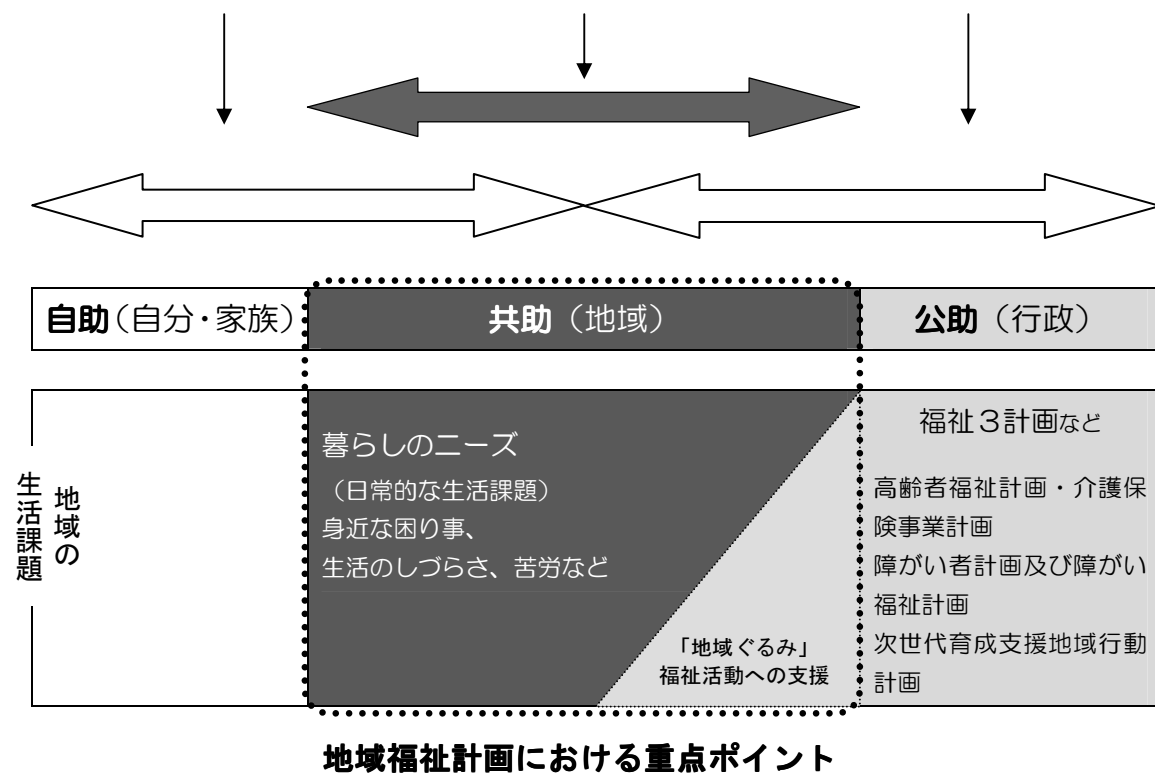 自助(自分・家族)
共助(地域)
公助(行政)
地域の
生活課題
暮らしのニーズ
(日常的な生活課題)
身近な困り事、
生活のしづらさ、苦労など
「地域ぐるみ」
福祉活動への支援
福祉3計画など
高齢者福祉計画・介護保
険事業計画
障がい者計画及び障がい
福祉計画
次世代育成支援地域行動
計画
地域福祉計画における重点ポイント